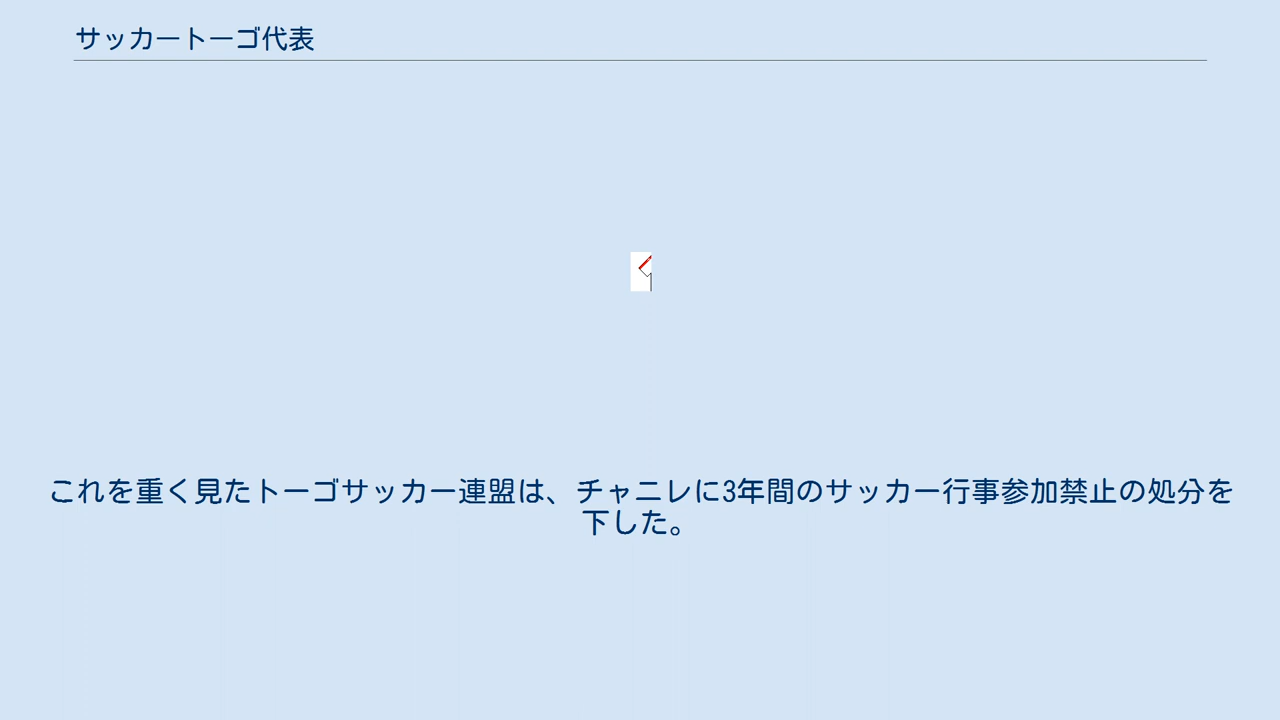 サッカートーゴ代表
これを重く見たトーゴサッカー連盟は、チャニレに3年間のサッカー行事参加禁止の処分を
下した。